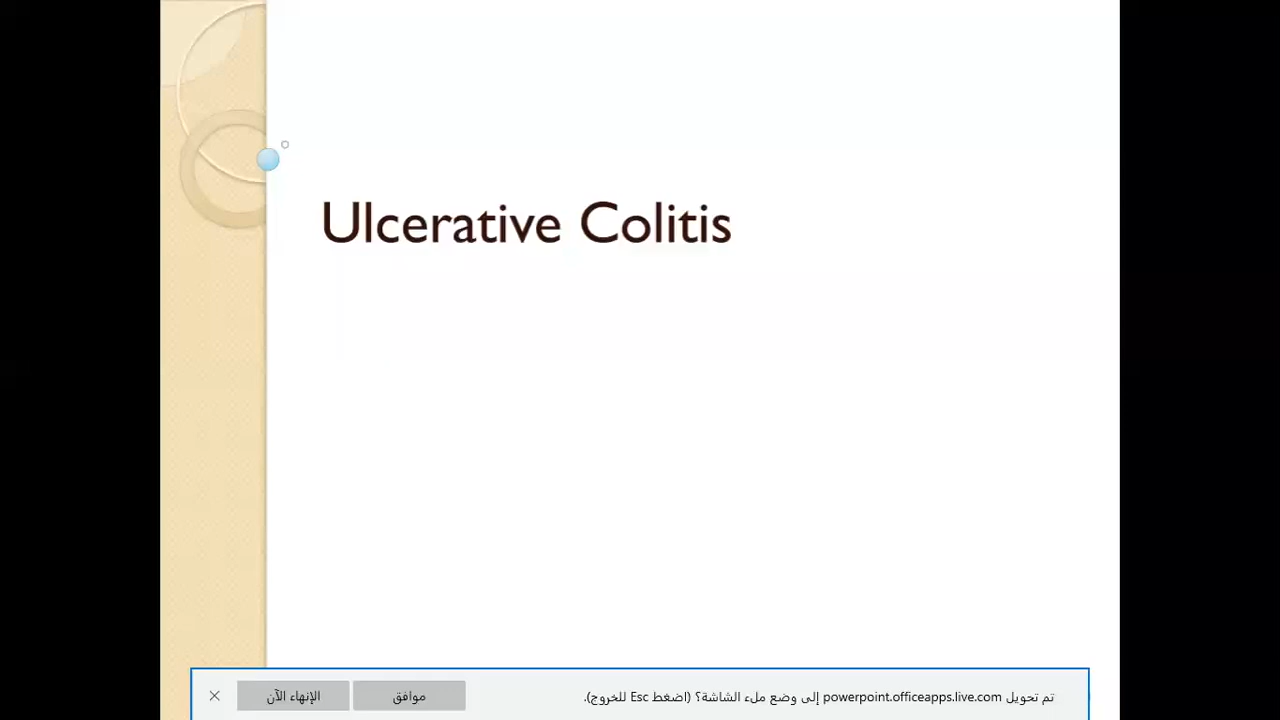 Ulcerative Colitis
تم تحويل powerpoint.officeapps.live.com إلى وضع ملء الشاشة؟ (اضغط Esc للخروج).
موافق
الإنهاء الآن